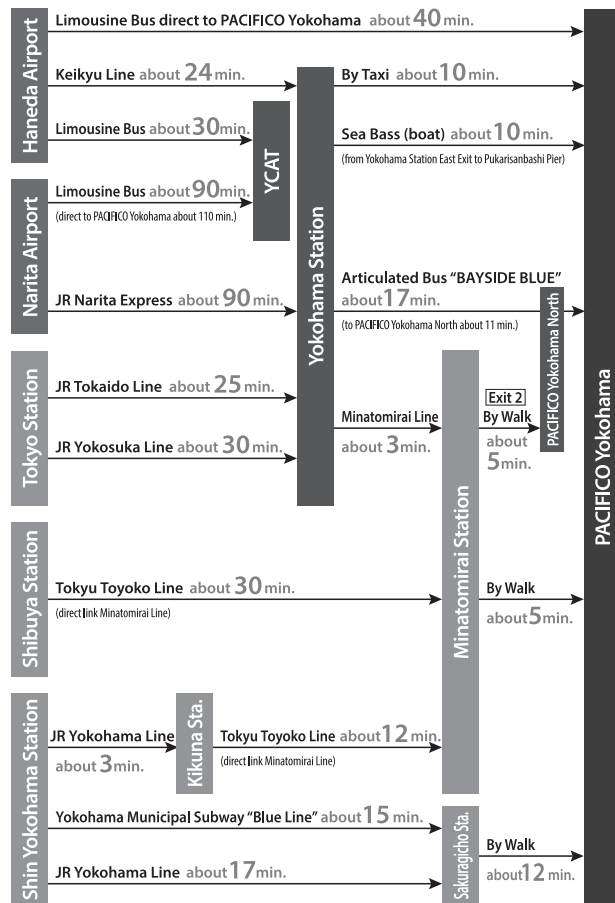 Haneda Airport
Limousine Bus direct to PACIFICO Yokohama about 40 min.
Keikyu Line about 24 min.
By Taxi about 10 min.
Limousine Bus about 30 min.
YCAT
Sea Bass (boat) about 10 min.
(from Yokohama Station East Exit to Pukarisanbashi Pier)
Narita Airport
Limousine Bus about 90 min.
(direct to PACIFICO Yokohama about 110 min.)
JR Narita Express about 90 min.
Yokohama Station
Articulated Bus “BAYSIDE BLUE”
about 17 min.
(to PACIFICO Yokohama North about 11 min.)
PACIFICO Yokohama North
PACIFICO Yokohama
Tokyo Station
JR Tokaido Line about 25 min.
JR Yokosuka Line about 30 min.
Minatomirai Line
about 3 min.
Minatomirai Station
Exit 2
By Walk
about
5 min.
Shibuya Station
Tokyu Toyoko Line about 30 min.
(direct link Minatomirai Line)
By Walk
about 5 min.
Shin Yokohama Station
JR Yokohama Line
about 3 min.
Kikuna Sta.
Tokyu Toyoko Line about 12 min.
(direct link Minatomirai Line)
Yokohama Municipal Subway “Blue Line” about 15 min.
JR Yokohama Line about 17 min.
Sakuragicho Sta.
By Walk
about 12 min.